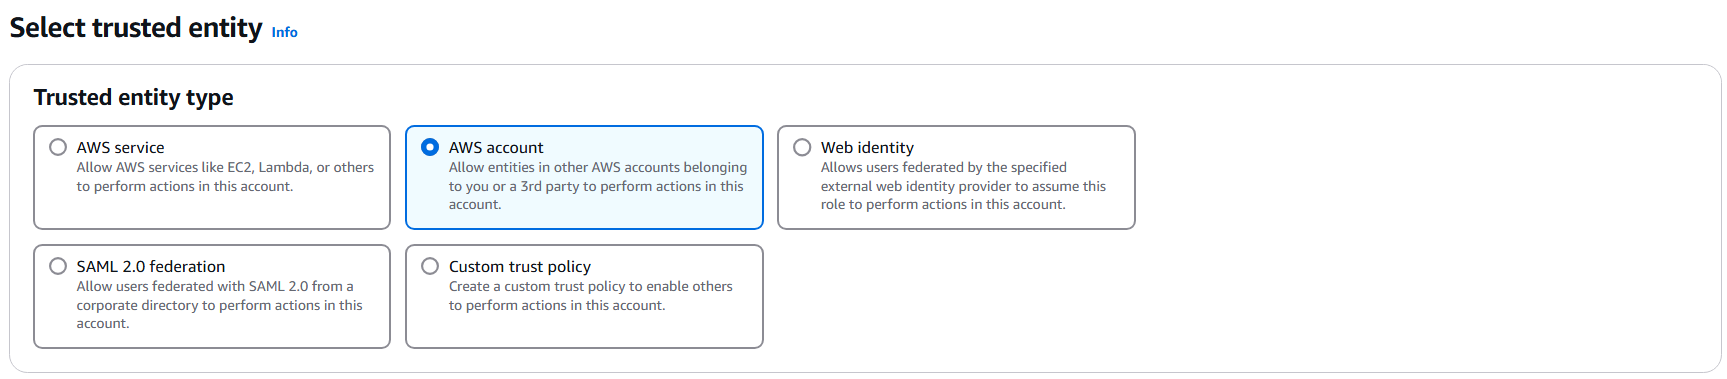 Select trusted entity Info
Trusted entity type
AWS service
Allow AWS services like EC2, Lambda, or others
to perform actions in this account.
AWS account
Allow entities in other AWS accounts belonging
to you or a 3rd party to perform actions in this
account.
Web identity
Allows users federated by the specified
external web identity provider to assume this
role to perform actions in this account.
SAML 2.0 federation
Allow users federated with SAML 2.0 from a
corporate directory to perform actions in this
account.
Custom trust policy
Create a custom trust policy to enable others
to perform actions in this account.